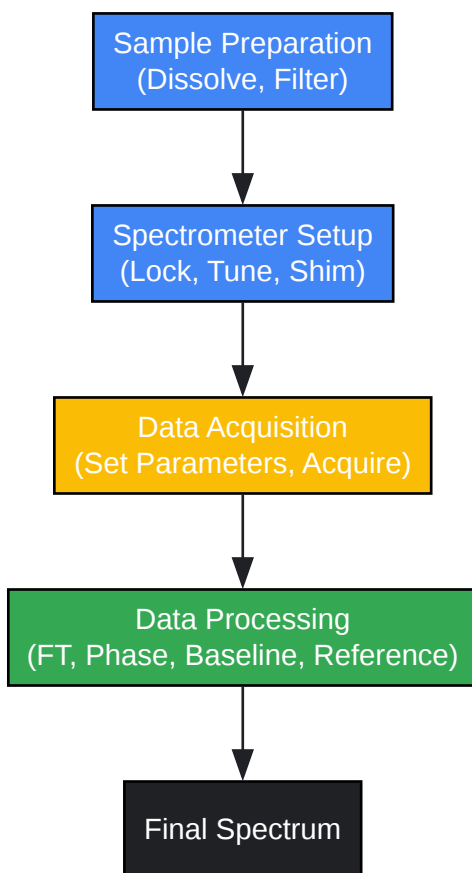 Sample Preparation
(Dissolve, Filter)
Spectrometer Setup
(Lock, Tune, Shim)
Data Acquisition
(Set Parameters, Acquire)
Data Processing
(FT, Phase, Baseline, Reference)
Final Spectrum